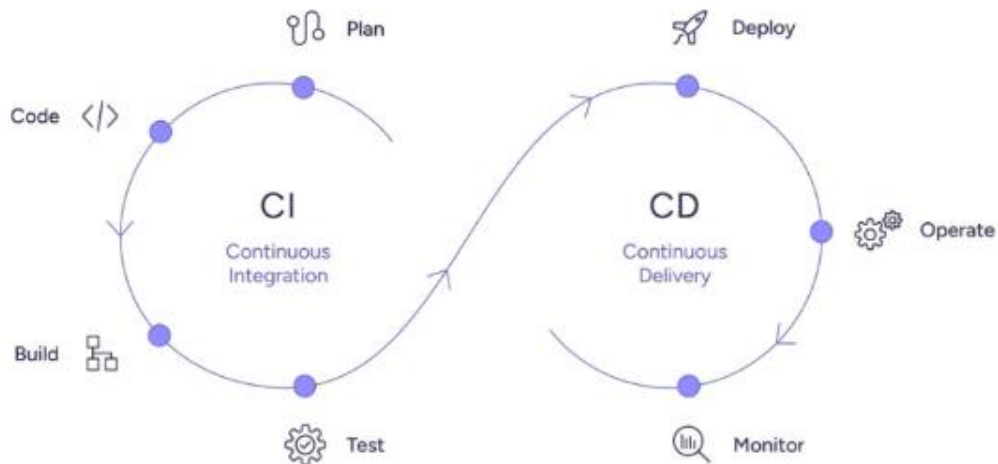 Plan
Deploy
Code
CI
Continuous
Integration
CD
Continuous
Delivery
Operate
Build
Test
Monitor